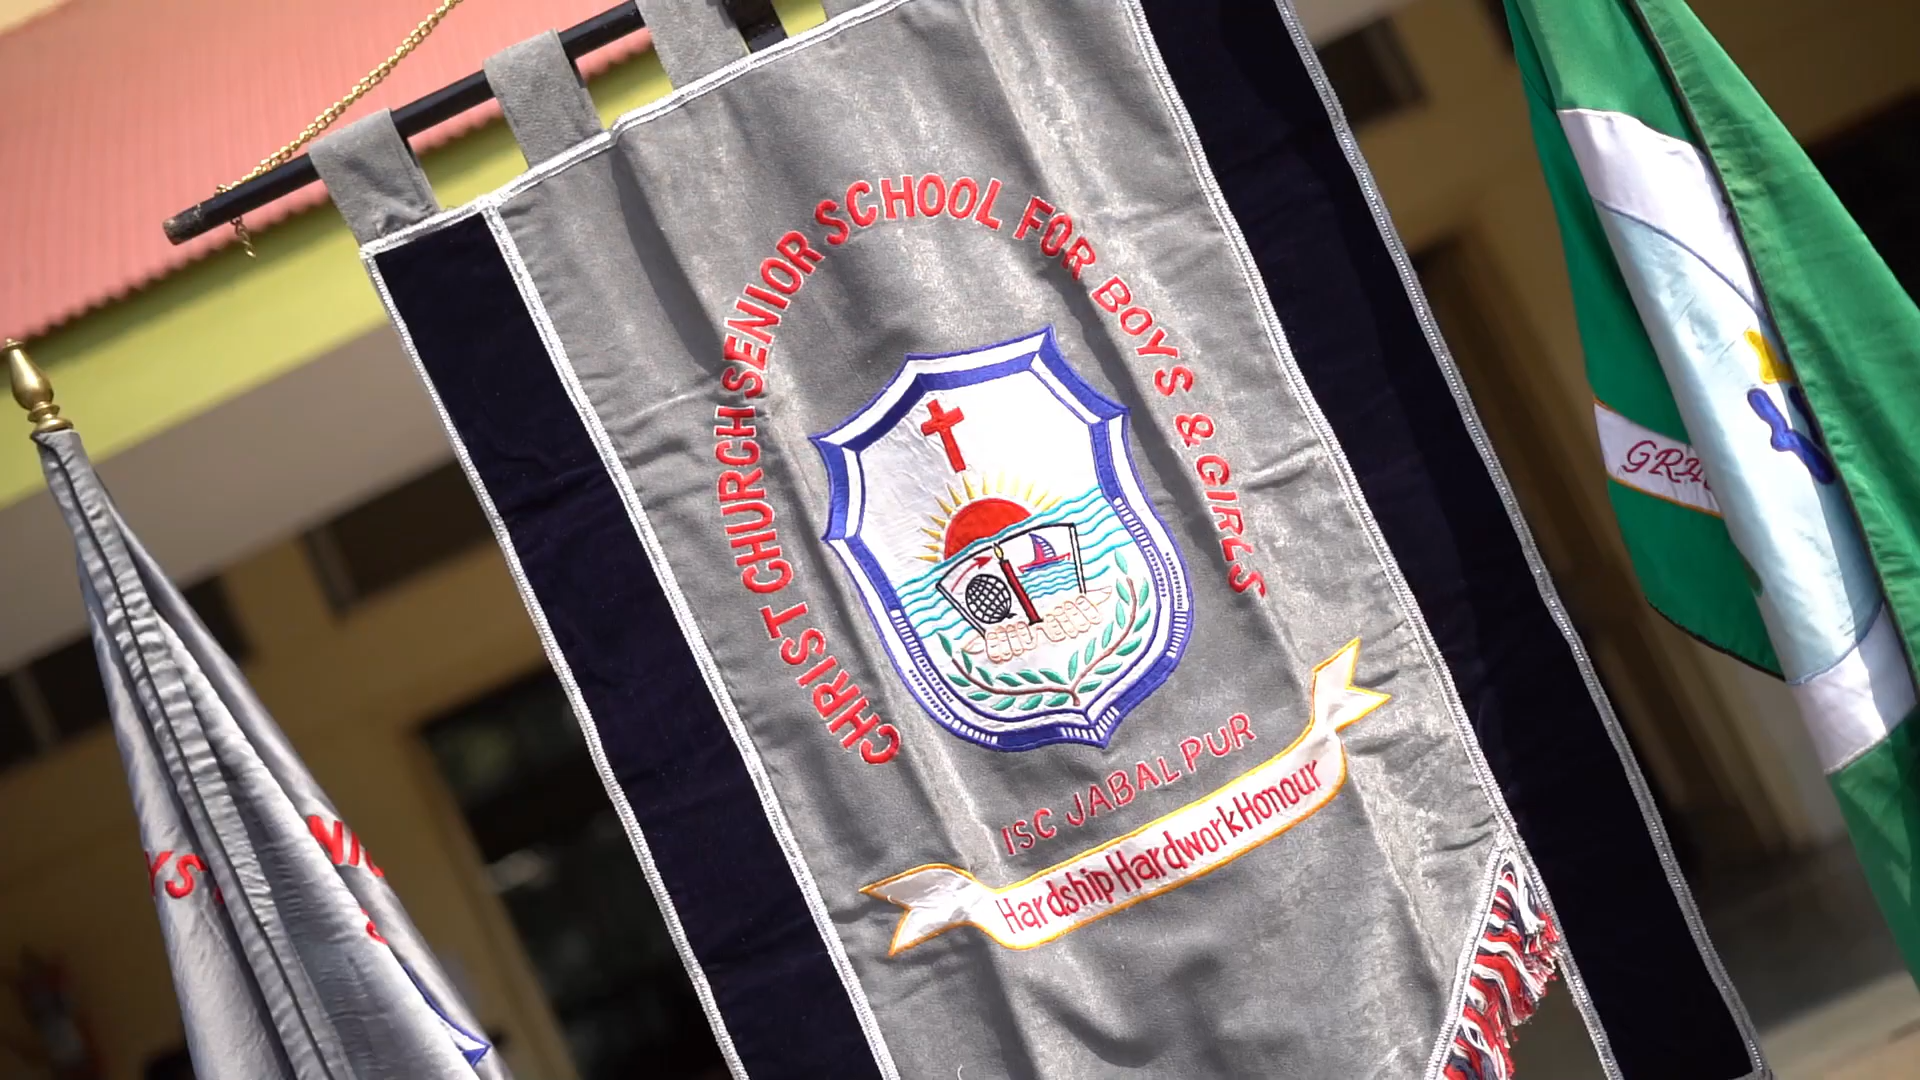 CHRIST CHURCH SENIOR SCHOOL FOR BOYS & GIRLS
ISC JABALPUR
Hardship Hardwork Honour